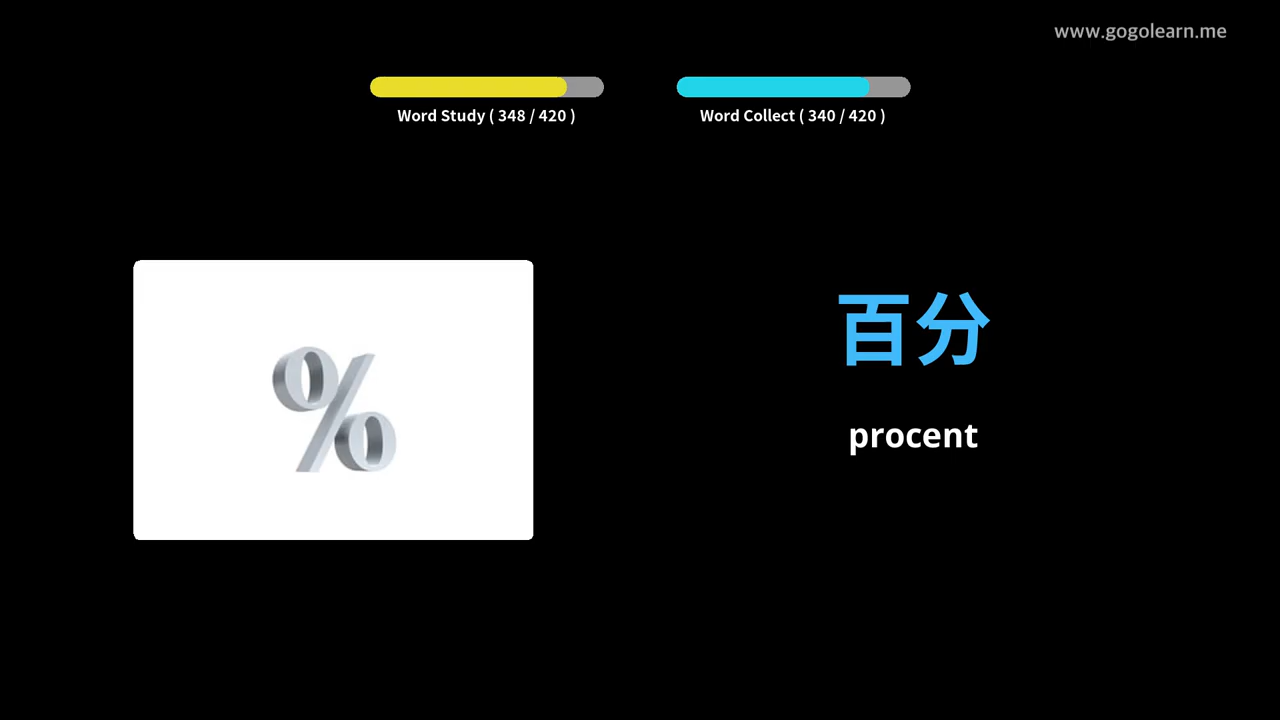 www.gogolearn.me
Word Study ( 348 / 420 )
Word Collect ( 340 / 420 )
%
百分
procent